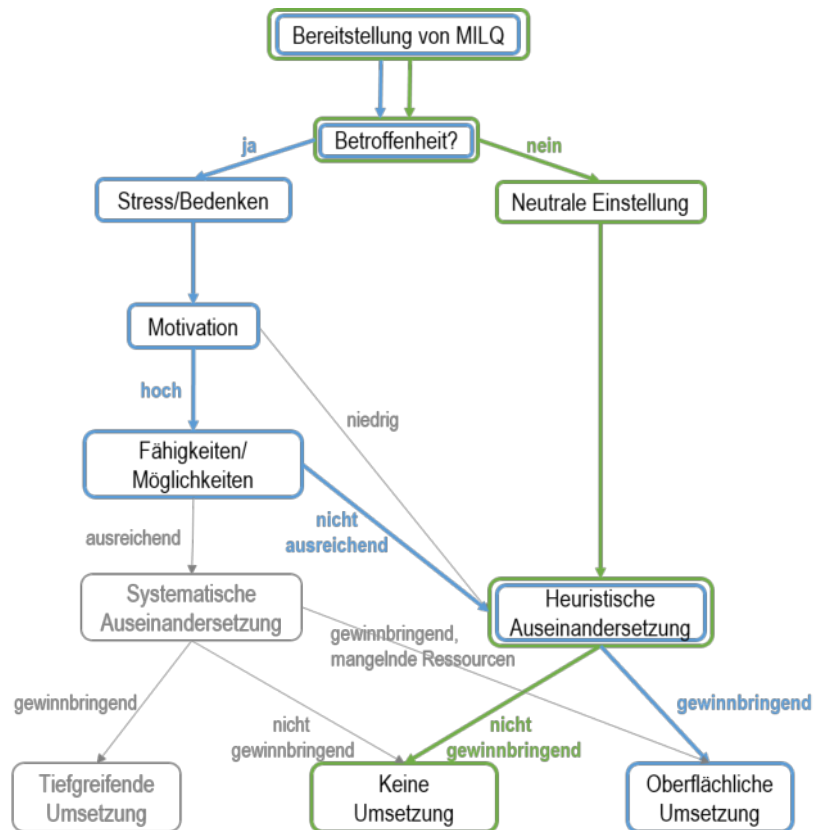 Bereitstellung von MILQ
Betroffenheit?
ja
nein
Stress/Bedenken
Neutrale Einstellung
Motivation
hoch
niedrig
Fähigkeiten/
Möglichkeiten
nicht
ausreichend
ausreichend
Systematische
Auseinandersetzung
Heuristische
Auseinandersetzung
gewinnbringend,
mangelnde Ressourcen
gewinnbringend
nicht
gewinnbringend
nicht
gewinnbringend
gewinnbringend
Tiefgreifende
Umsetzung
Keine
Umsetzung
Oberflächliche
Umsetzung